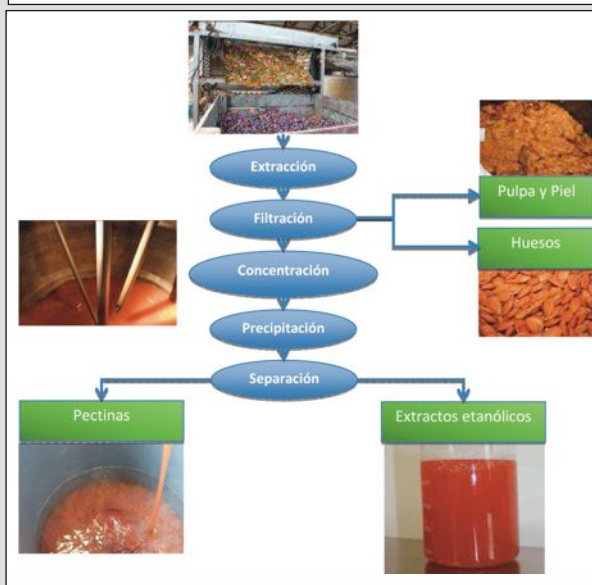 Extracción
Filtración
Pulpa y Piel
Huesos
Concentración
Precipitación
Separación
Pectinas
Extractos etanólicos